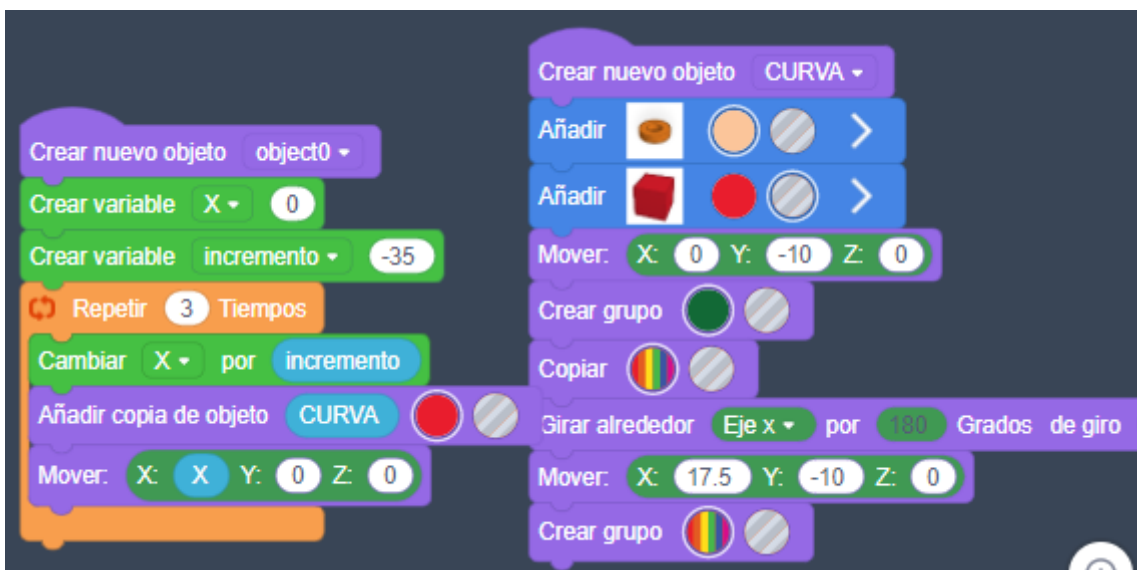 Crear nuevo objeto object0
Crear variable X 0
Crear variable incremento -35
Repetir 3 Tiempos
Cambiar X por incremento
Añadir copia de objeto CURVA
Mover: X: X Y: 0 Z: 0
Crear nuevo objeto CURVA
Añadir
Añadir
Mover: X: 0 Y: -10 Z: 0
Crear grupo
Copiar
Girar alrededor Eje x por 180 Grados de giro
Mover: X: 17.5 Y: -10 Z: 0
Crear grupo